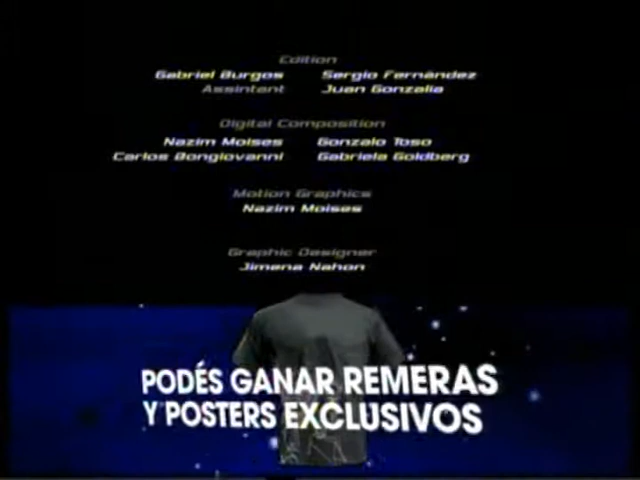 Edition
Gabriel Burgos Sergio Fernández
Assintant Juan Gonzalia
Digital Composition
Nazim Moises Gonzalo Toso
Carlos Bongiovanni Gabriela Goldberg
Motion Graphics
Nazim Moises
Graphic Designer
Jimena Nahon
PODÉS GANAR REMERAS
Y POSTERS EXCLUSIVOS